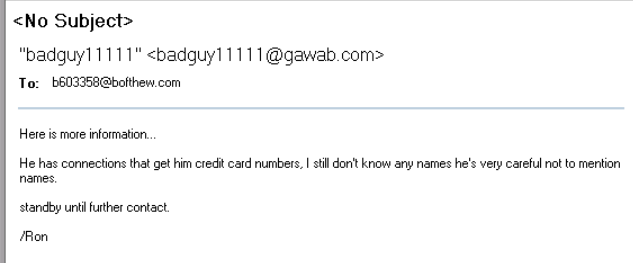 <No Subject>
"badguy11111" <badguy11111@gawab.com>
To: b603358@bofthew.com
Here is more information...
He has connections that get him credit card numbers, I still don't know any names he's very careful not to mention
names.
standby until further contact.
/Ron